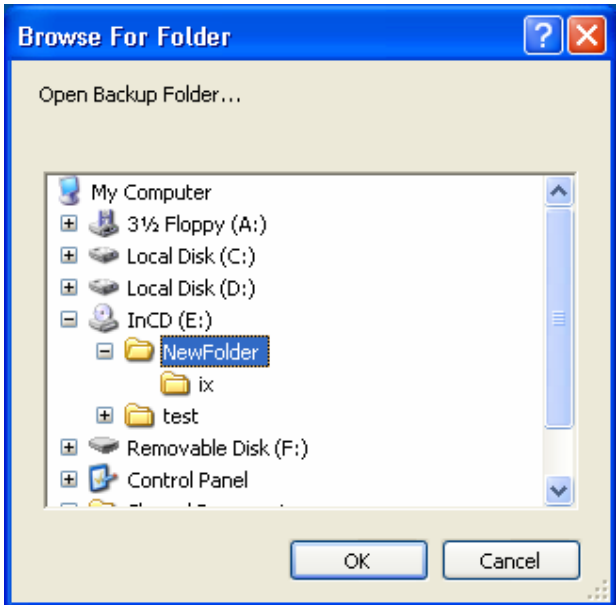 Browse For Folder
Open Backup Folder...
My Computer
3½ Floppy (A:)
Local Disk (C:)
Local Disk (D:)
InCD (E:)
NewFolder
ix
test
Removable Disk (F:)
Control Panel
OK Cancel